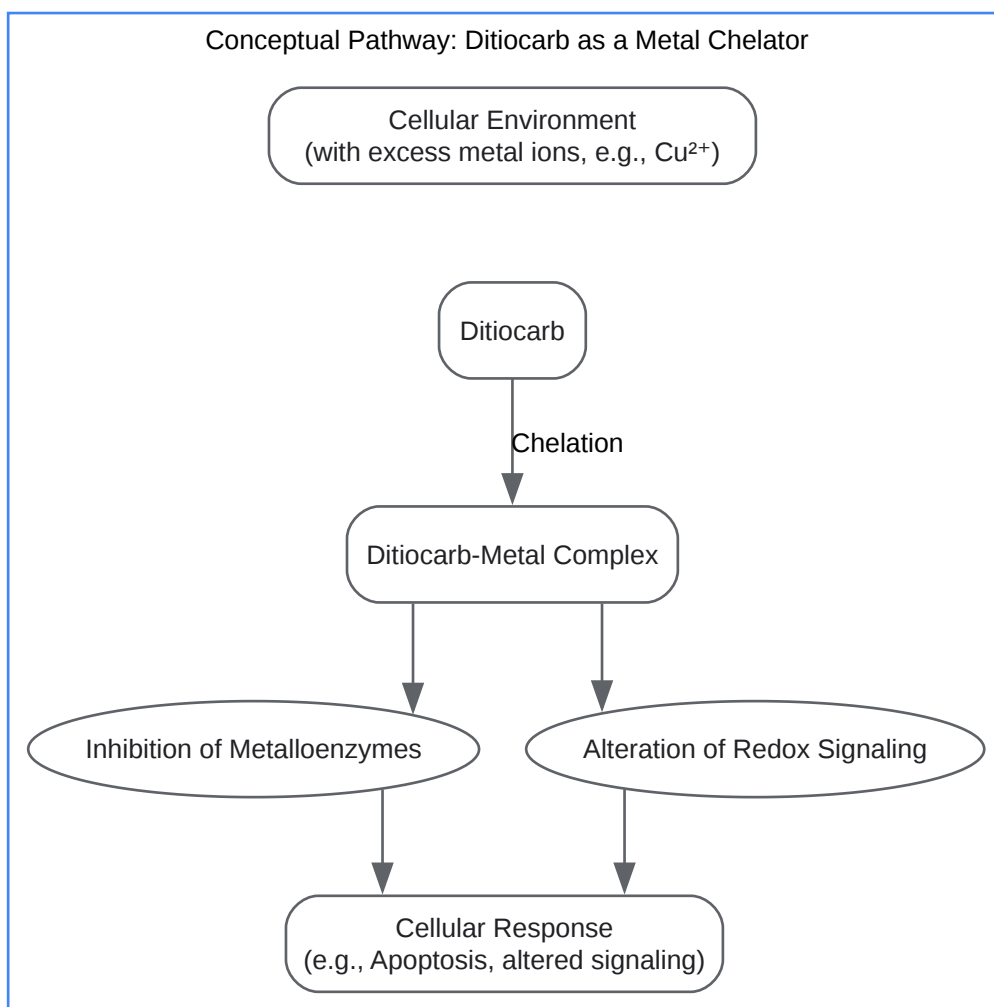 Conceptual Pathway: Ditiocarb as a Metal Chelator
Cellular Environment
(with excess metal ions, e.g., Cu²⁺)
Ditiocarb
Chelation
Ditiocarb-Metal Complex
Inhibition of Metalloenzymes
Alteration of Redox Signaling
Cellular Response
(e.g., Apoptosis, altered signaling)